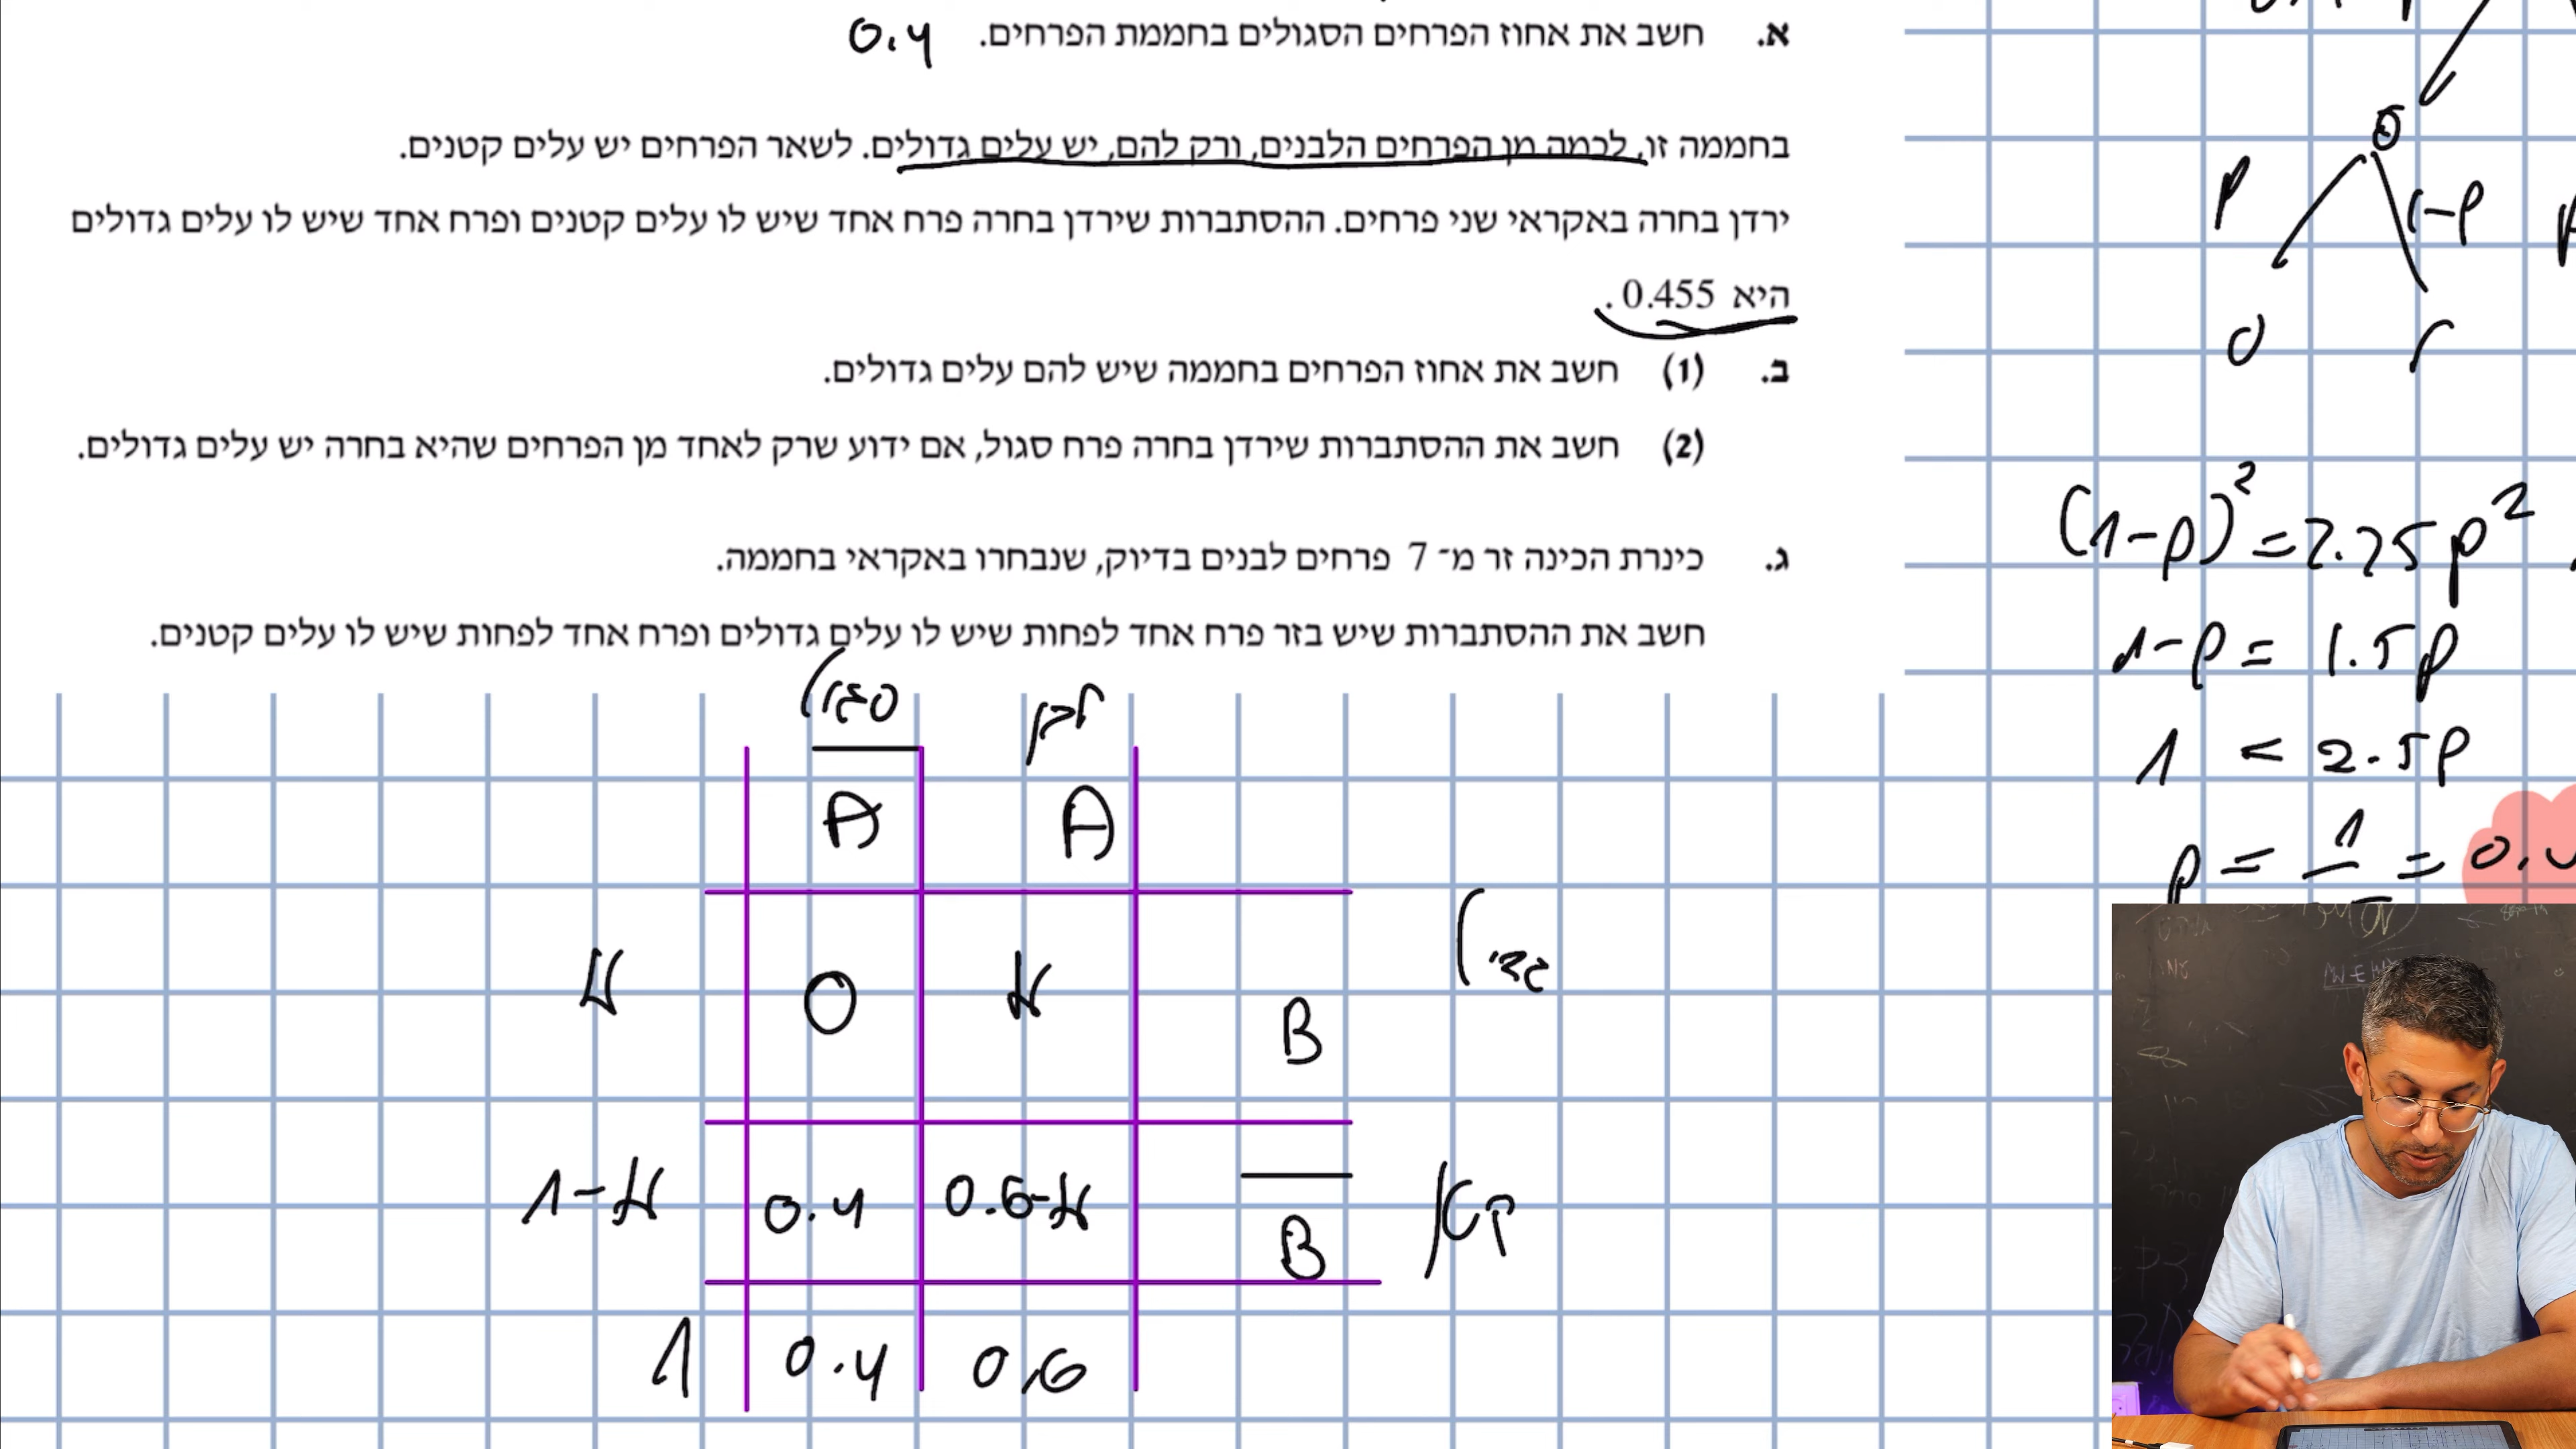 א. חשב את אחוז הפרחים הסגולים בחממת הפרחים. 0.4
בחממה זו, לכמה מן הפרחים הלבנים, ורק להם, יש עלים גדולים. לשאר הפרחים יש עלים קטנים.
ירדן בחרה באקראי שני פרחים. ההסתברות שירדן בחרה פרח אחד שיש לו עלים קטנים ופרח אחד שיש לו עלים גדולים
היא 0.455.
ב. (1) חשב את אחוז הפרחים בחממה שיש להם עלים גדולים.
(2) חשב את ההסתברות שירדן בחרה פרח סגול, אם ידוע שרק לאחד מן הפרחים שהיא בחרה יש עלים גדולים.
ג. כינרת הכינה זר מ־ 7 פרחים לבנים בדיוק, שנבחרו באקראי בחממה.
חשב את ההסתברות שיש בזר פרח אחד לפחות שיש לו עלים גדולים ופרח אחד לפחות שיש לו עלים קטנים.
סגול לבן
A̅ A
0 B
1- 0.4 0.6- B̅ קטן
1 0.4 0.6
P 1-P
ס ל
(1-p)² = 2.25p²
1-p = 1.5p
1 = 2.5p